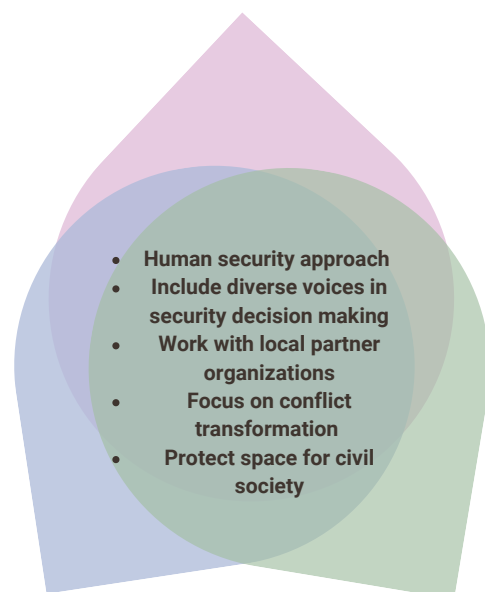 • Human security approach
• Include diverse voices in
security decision making
• Work with local partner
organizations
• Focus on conflict
transformation
• Protect space for civil
society